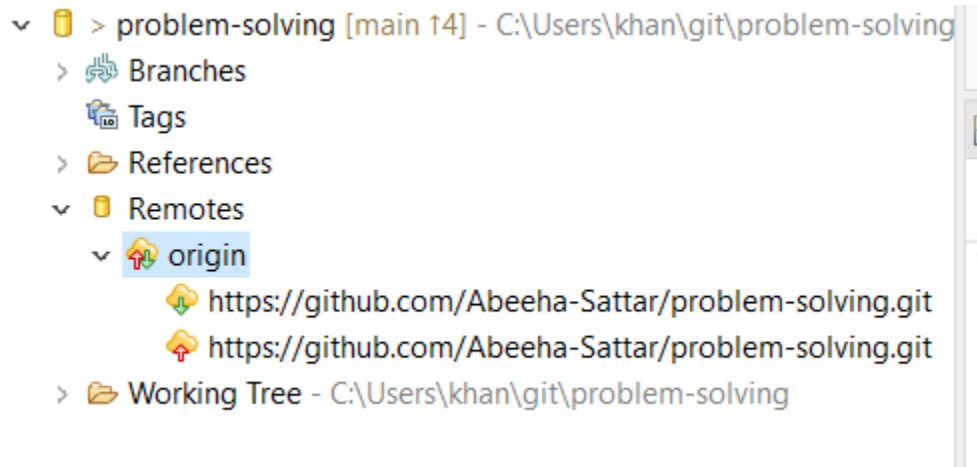 > problem-solving [main ↑4] - C:\Users\khan\git\problem-solving
Branches
Tags
References
Remotes
origin
https://github.com/Abeeha-Sattar/problem-solving.git
https://github.com/Abeeha-Sattar/problem-solving.git
Working Tree - C:\Users\khan\git\problem-solving